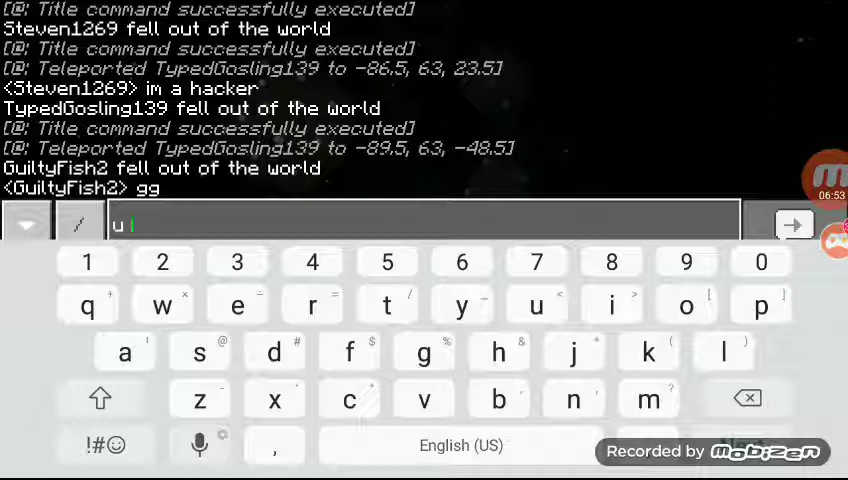 [@: Title command successfully executed]
Steven1269 fell out of the world
[@: Title command successfully executed]
[@: Teleported TypedGosling139 to -86.5, 63, 23.5]
<Steven1269> im a hacker
TypedGosling139 fell out of the world
[@: Title command successfully executed]
[@: Teleported TypedGosling139 to -89.5, 63, -48.5]
GuiltyFish2 fell out of the world
<GuiltyFish2> gg
06:53
/ u
1 2 3 4 5 6 7 8 9 0
q w e r t y u i o p
a s d f g h j k l
z x c v b n m
!#☺ , English (US)
Recorded by mobizen